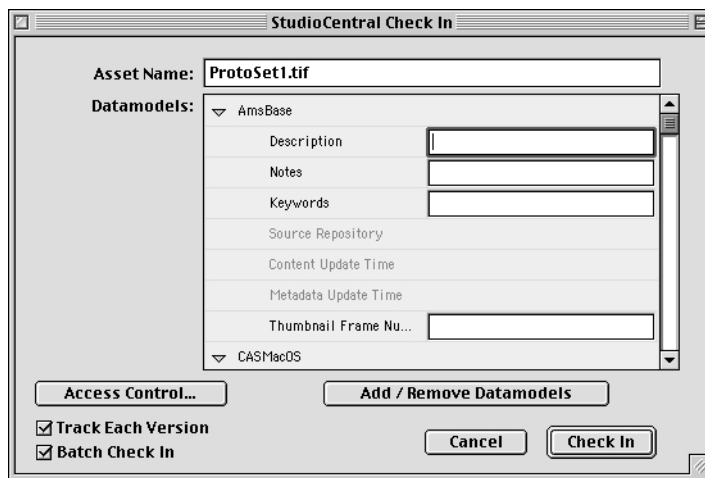 StudioCentral Check In
Asset Name: ProtoSet1.tif
Datamodels: AmsBase
Description
Notes
Keywords
Source Repository
Content Update Time
Metadata Update Time
Thumbnail Frame Nu...
CASMacOS
Access Control... Add / Remove Datamodels
Track Each Version
Batch Check In
Cancel Check In